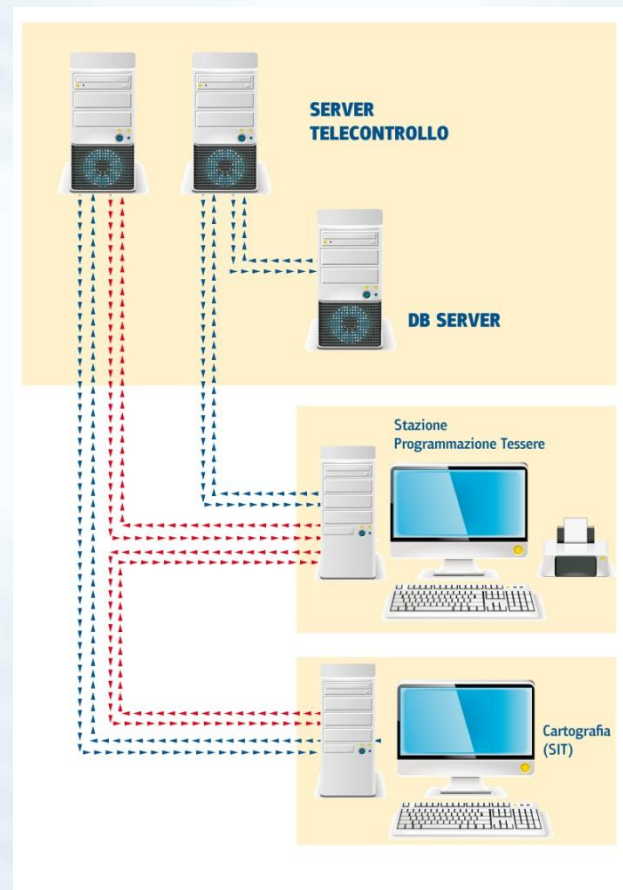 SERVER
TELECONTROLLO
DB SERVER
Stazione
Programmazione Tessere
Cartografia
(SIT)